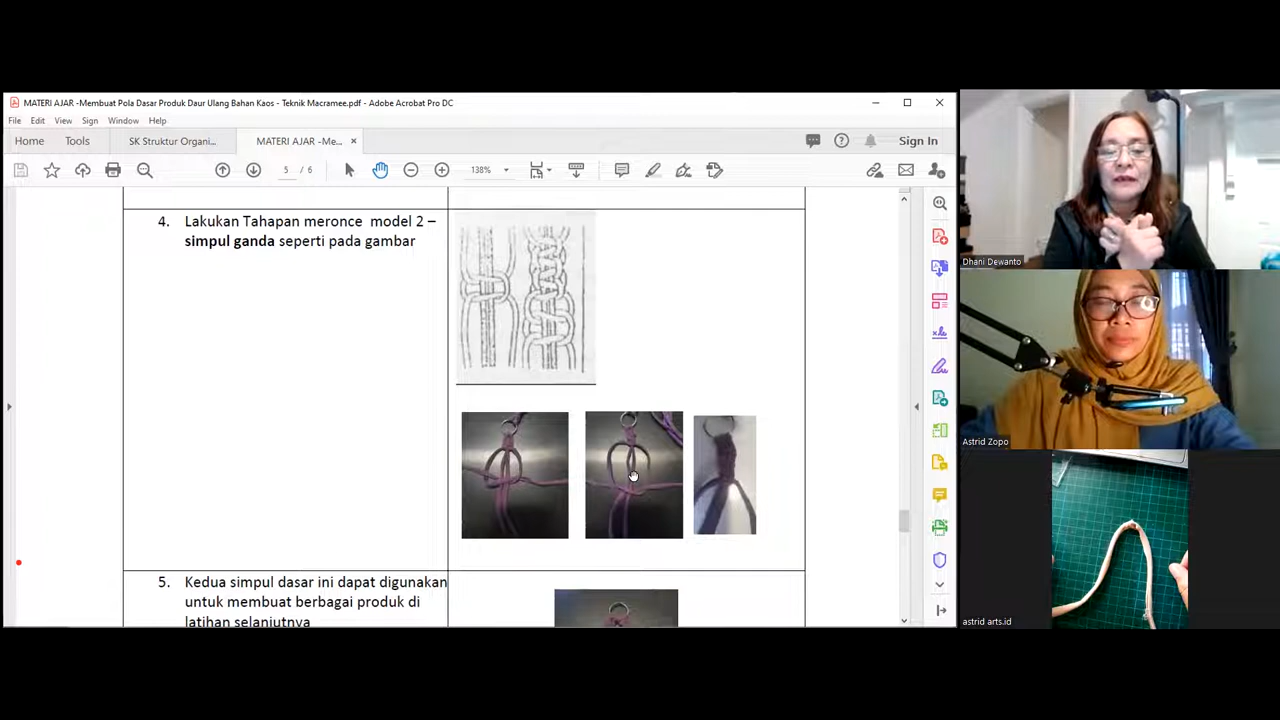 MATERI AJAR -Membuat Pola Dasar Produk Daur Ulang Bahan Kaos - Teknik Macramee.pdf - Adobe Acrobat Pro DC
File Edit View Sign Window Help
Home Tools SK Struktur Organi... MATERI AJAR -Me... Sign In
5 / 6 138%
4. Lakukan Tahapan meronce model 2 –
simpul ganda seperti pada gambar
5. Kedua simpul dasar ini dapat digunakan
untuk membuat berbagai produk di
latihan selanjutnya
Dhani Dewanto
Astrid Zopo
astrid arts.id